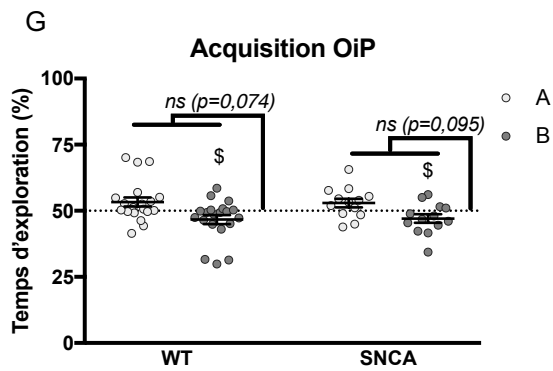 G
Acquisition OiP
Temps d'exploration (%)
100
75
50
25
0
ns (p=0,074)
ns (p=0,095)
$
$
A
B
WT
SNCA